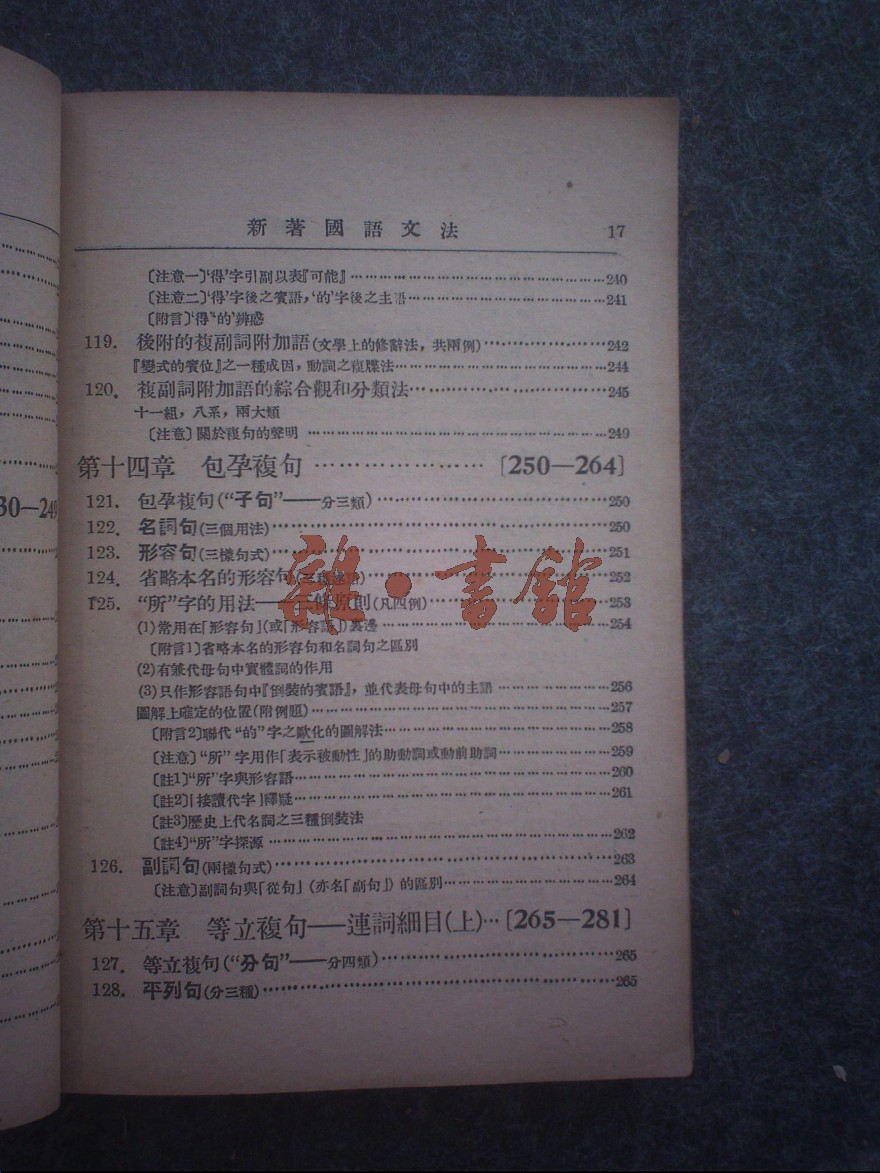 新著國語文法 17
〔注意一〕‘得’字引副以表『可能』…………240
〔注意二〕‘得’字後之賓語，‘的’字後之主語…………241
〔附言〕‘得’‘的’辨惑
119. 後附的複副詞附加語(文學上的修辭法，共兩例)…………242
『變式的賓位』之一種成因，動詞之複牒法…………244
120. 複副詞附加語的綜合觀和分類法…………245
十一組，八系，兩大類
〔注意〕關於複句的聲明…………249
第十四章 包孕複句…………〔250—264〕
121. 包孕複句(“子句”——分三類)…………250
122. 名詞句(三個用法)…………250
123. 形容句(三樣句式)…………251
124. 省略本名的形容句…………252
125. “所”字的用法——三條原則(凡四例)…………253
(1)常用在「形容句」(或「形容語」)裏邊…………254
〔附言1〕省略本名的形容句和名詞句之區別
(2)有兼代母句中實體詞的作用
(3)只作形容語句中『倒裝的賓語』，並代表母句中的主語…………256
圖解上確定的位置(附例題)…………257
〔附言2〕聯代“的”字之歐化的圖解法…………258
〔注意〕“所”字用作「表示被動性」的助動詞或動前助詞…………259
〔註1〕“所”字與形容語…………260
〔註2〕「接讀代字」釋疑…………261
〔註3〕歷史上代名詞之三種倒裝法
〔註4〕“所”字探源…………262
126. 副詞句(兩樣句式)…………263
〔注意〕副詞句與「從句」(亦名「副句」)的區別…………264
第十五章 等立複句——連詞細目(上)…〔265—281〕
127. 等立複句(“分句”——分四類)…………265
128. 平列句(分三種)…………265
30—249
雜·書館